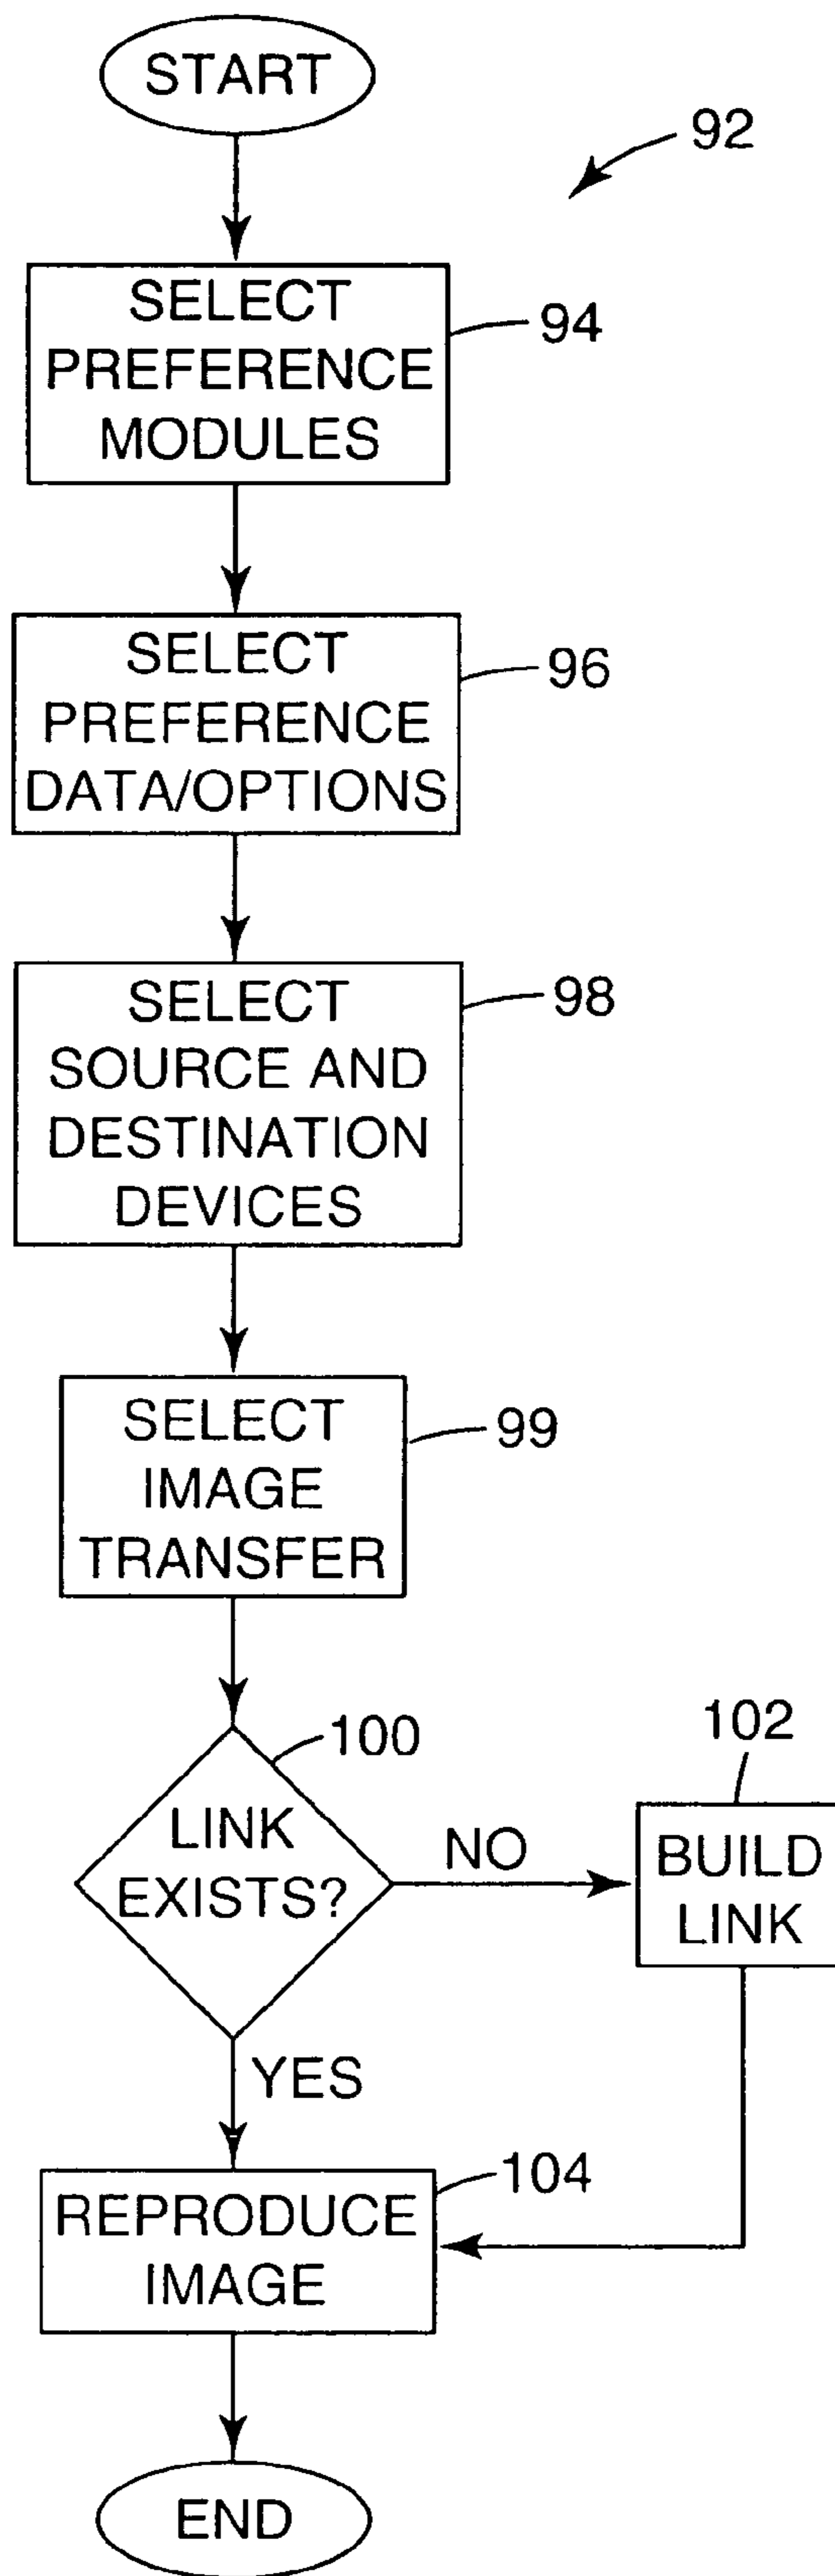 START
92
SELECT
PREFERENCE
MODULES
94
SELECT
PREFERENCE
DATA/OPTIONS
96
SELECT
SOURCE AND
DESTINATION
DEVICES
98
SELECT
IMAGE
TRANSFER
99
LINK
EXISTS?
100
NO
BUILD
LINK
102
YES
REPRODUCE
IMAGE
104
END